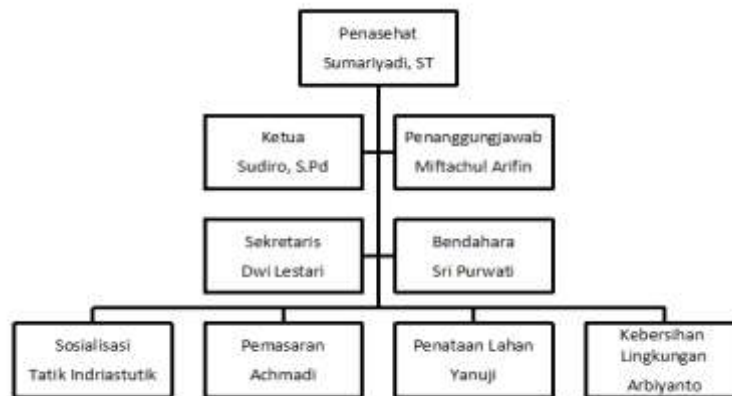 Penasehat
Sumariyadi, ST
Ketua
Sudiro, S.Pd
Penanggungjawab
Miftachul Arifin
Sekretaris
Dwi Lestari
Bendahara
Sri Purwati
Sosialisasi
Tatik Indriastutik
Pemasaran
Achmadi
Penataan Lahan
Yanuji
Kebersihan
Lingkungan
Arbiyanto